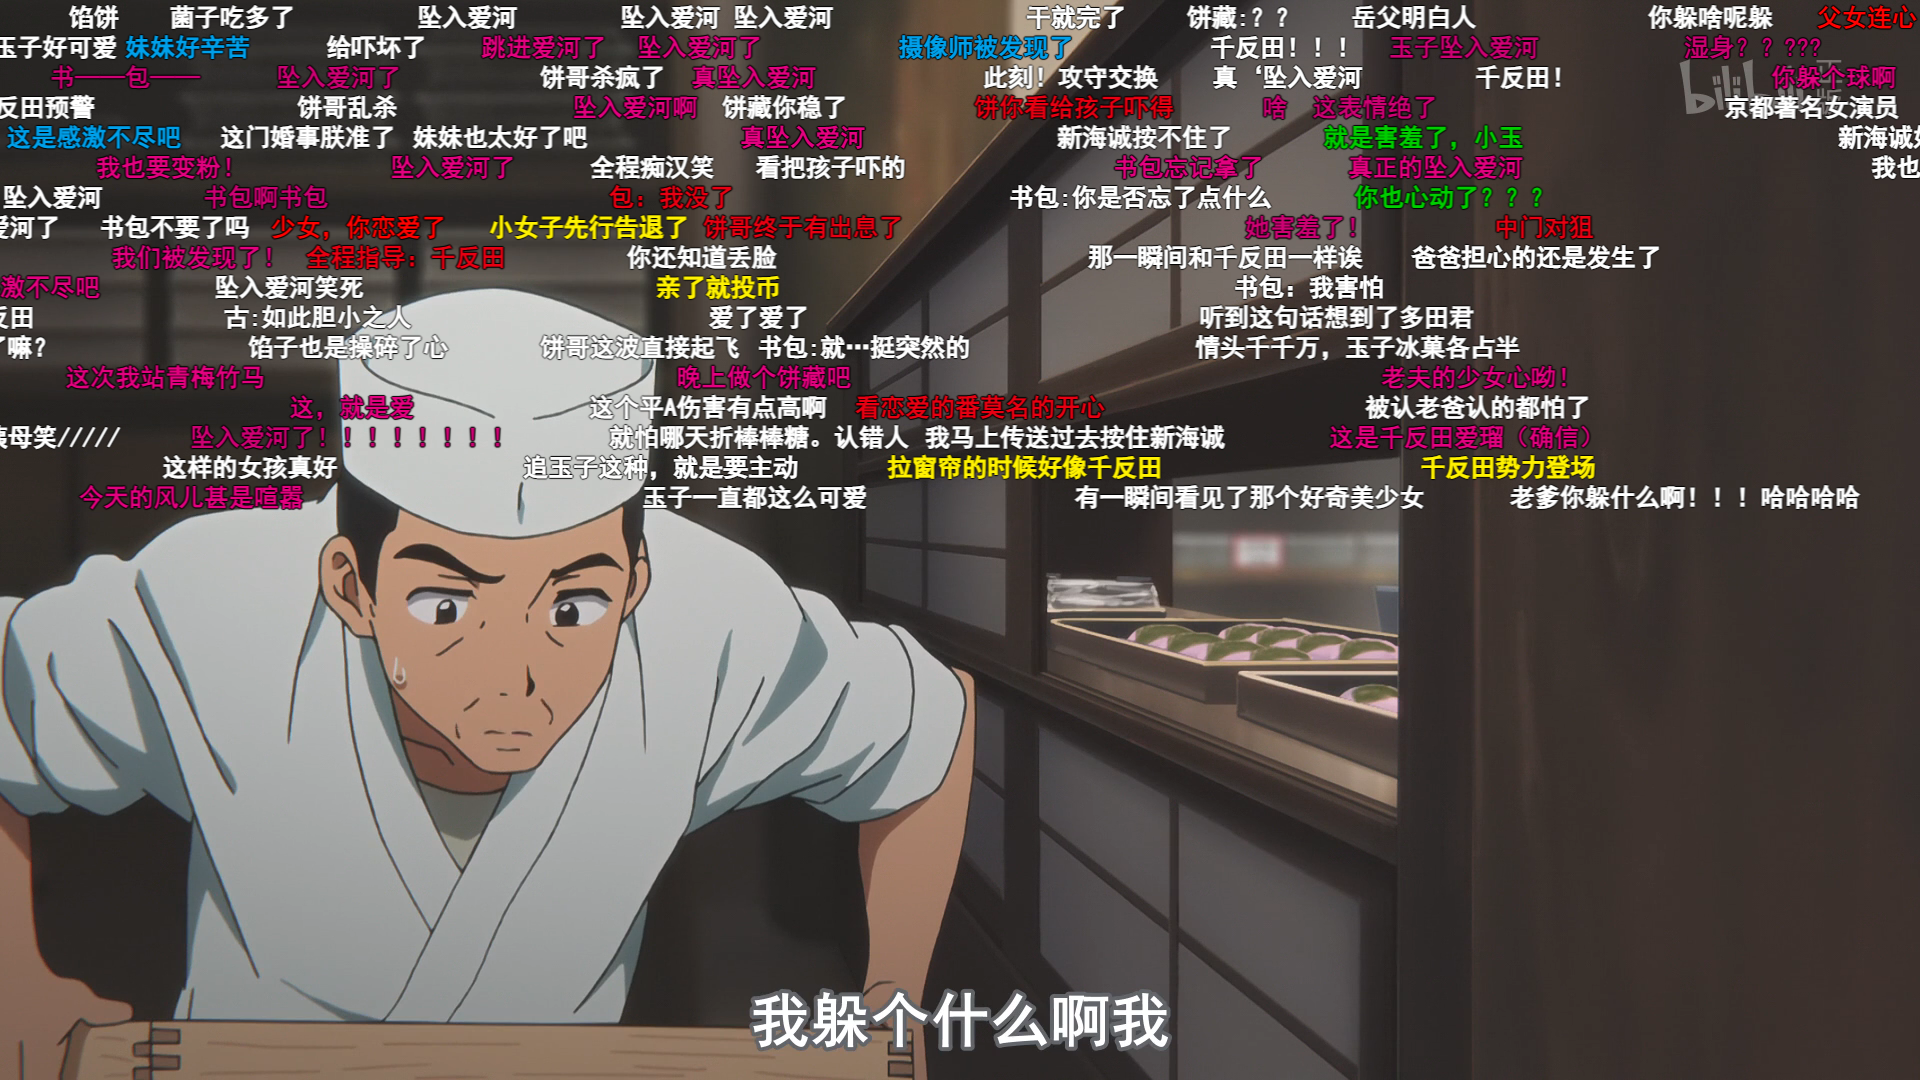 馅饼 菌子吃多了 坠入爱河 坠入爱河 坠入爱河 干就完了 饼藏:？？ 岳父明白人 你躲啥呢躲 父女连心
玉子好可爱 妹妹好辛苦 给吓坏了 跳进爱河了 坠入爱河了 摄像师被发现了 千反田！！！ 玉子坠入爱河 湿身？？???
书——包—— 坠入爱河了 饼哥杀疯了 真坠入爱河 此刻！攻守交换 真‘坠入爱河 千反田！ 你躲个球啊
反田预警 饼哥乱杀 坠入爱河啊 饼藏你稳了 饼你看给孩子吓得 啥 这表情绝了 京都著名女演员
这是感激不尽吧 这门婚事朕准了 妹妹也太好了吧 真坠入爱河 新海诚按不住了 就是害羞了，小玉 新海诚
我也要变粉！ 坠入爱河了 全程痴汉笑 看把孩子吓的 书包忘记拿了 真正的坠入爱河 我也
坠入爱河 书包啊书包 包：我没了 书包:你是否忘了点什么 你也心动了？？？
爱河了 书包不要了吗 少女，你恋爱了 小女子先行告退了 饼哥终于有出息了 她害羞了！ 中门对狙
我们被发现了！ 全程指导：千反田 你还知道丢脸 那一瞬间和千反田一样诶 爸爸担心的还是发生了
激不尽吧 坠入爱河笑死 亲了就投币 书包：我害怕
反田 古:如此胆小之人 爱了爱了 听到这句话想到了多田君
了嘛？ 馅子也是操碎了心 饼哥这波直接起飞 书包:就…挺突然的 情头千千万，玉子冰菓各占半
这次我站青梅竹马 晚上做个饼藏吧 老夫的少女心呦！
这，就是爱 这个平A伤害有点高啊 看恋爱的番莫名的开心 被认老爸认的都怕了
姨母笑///// 坠入爱河了！！！！！！！！ 就怕哪天折棒棒糖。认错人 我马上传送过去按住新海诚 这是千反田爱瑠（确信）
这样的女孩真好 追玉子这种，就是要主动 拉窗帘的时候好像千反田 千反田势力登场
今天的风儿甚是喧嚣 玉子一直都这么可爱 有一瞬间看见了那个好奇美少女 老爹你躲什么啊！！！哈哈哈哈
我躲个什么啊我